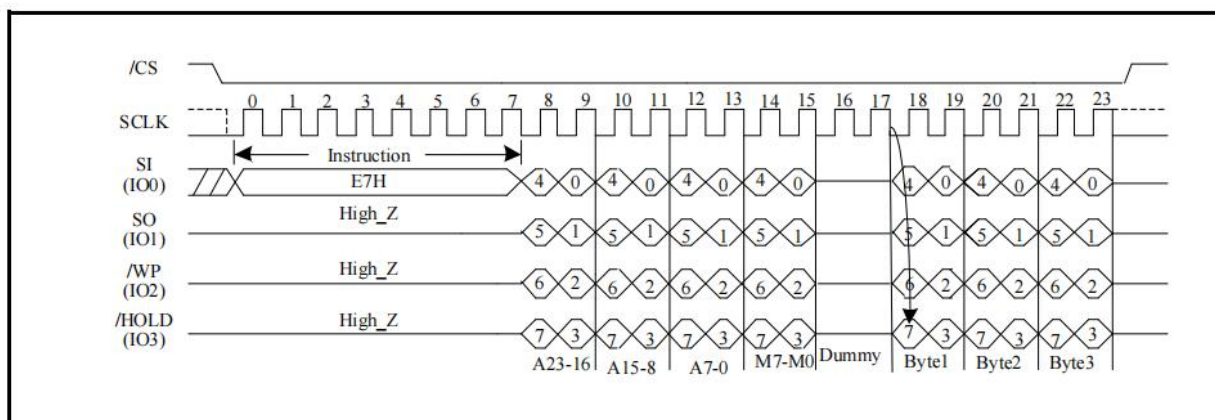 /CS
0 1 2 3 4 5 6 7 8 9 10 11 12 13 14 15 16 17 18 19 20 21 22 23
SCLK
Instruction
SI
(IO0)
E7H
4 0 4 0 4 0 4 0 4 0 4 0 4 0
High_Z
SO
(IO1)
5 1 5 1 5 1 5 1 5 1 5 1 5 1
High_Z
/WP
(IO2)
6 2 6 2 6 2 6 2 6 2 6 2 6 2
High_Z
/HOLD
(IO3)
7 3 7 3 7 3 7 3 7 3 7 3 7 3
A23-16 A15-8 A7-0 M7-M0 Dummy Byte1 Byte2 Byte3